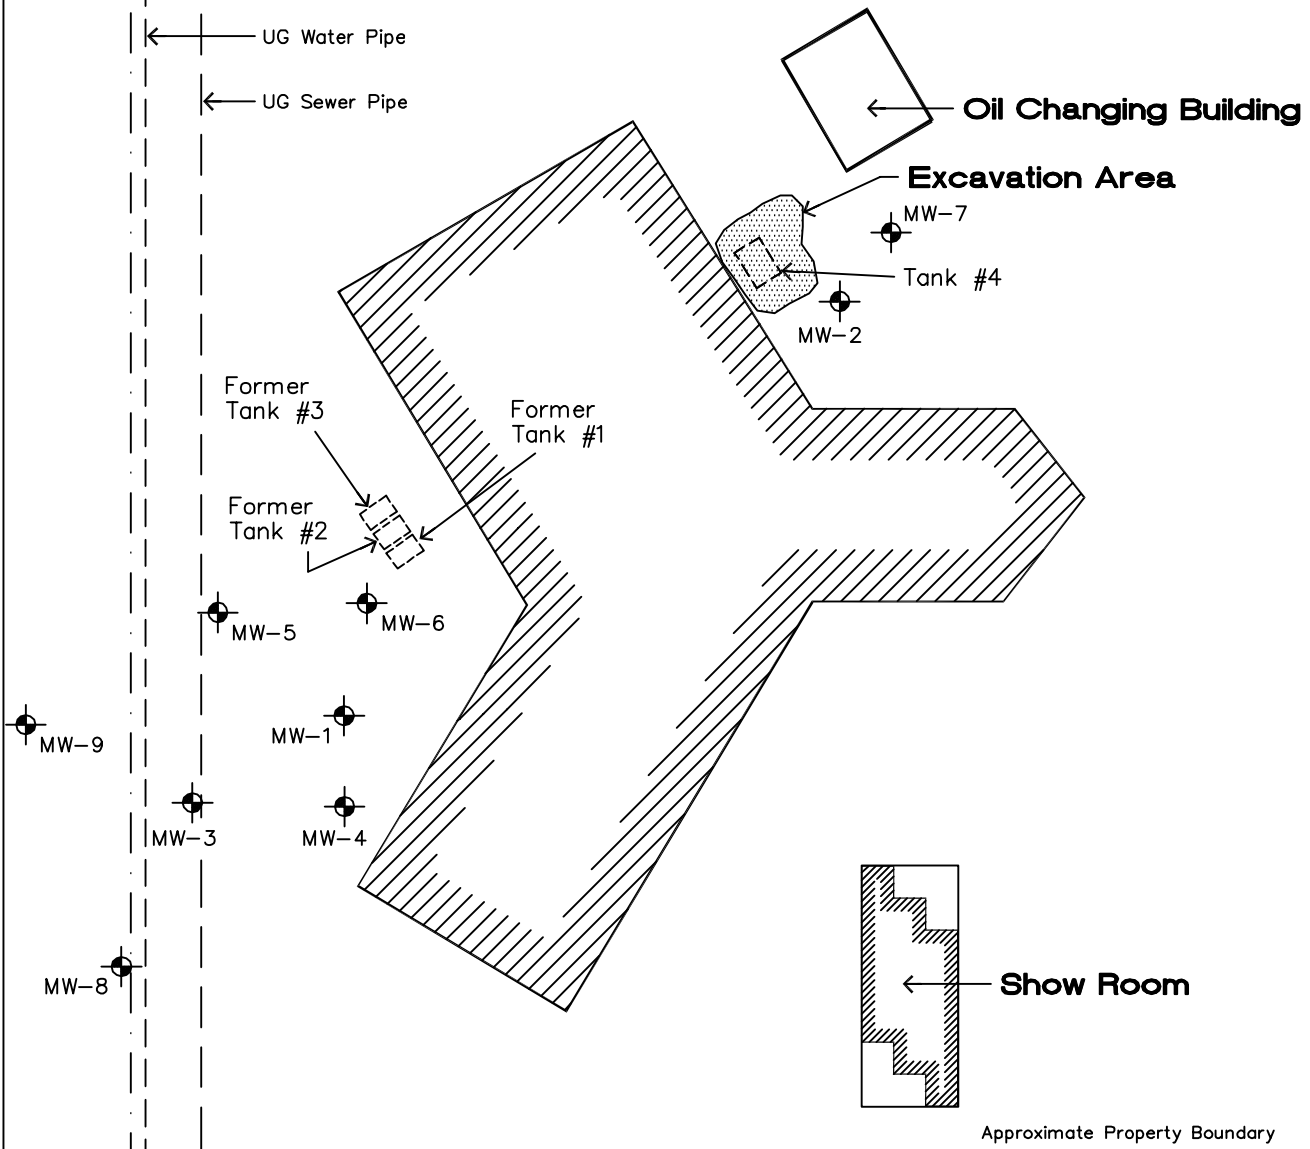 UG Water Pipe
UG Sewer Pipe
Oil Changing Building
Excavation Area
MW-7
Tank #4
MW-2
Former
Tank #3
Former
Tank #1
Former
Tank #2
MW-6
MW-5
MW-1
MW-9
MW-3
MW-4
MW-8
Show Room
Approximate Property Boundary